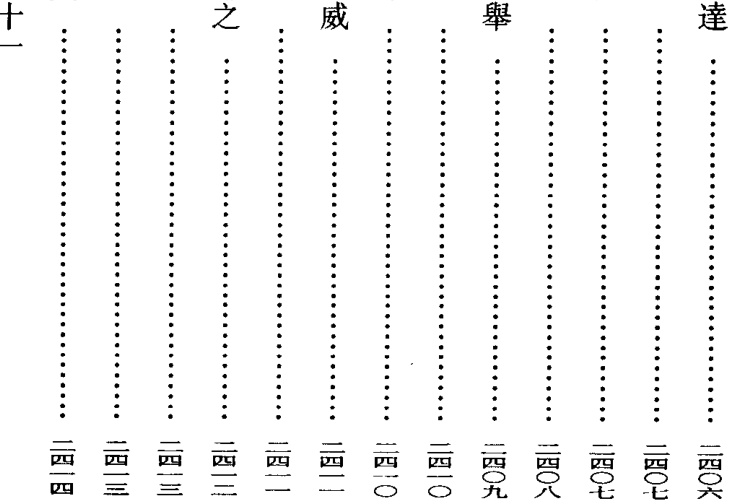 達……二四〇六
……二四〇七
……二四〇七
……二四〇八
舉……二四〇九
……二四一〇
……二四一〇
威……二四一一
……二四一一
之……二四一二
……二四一三
……二四一三
……二四一四
十一